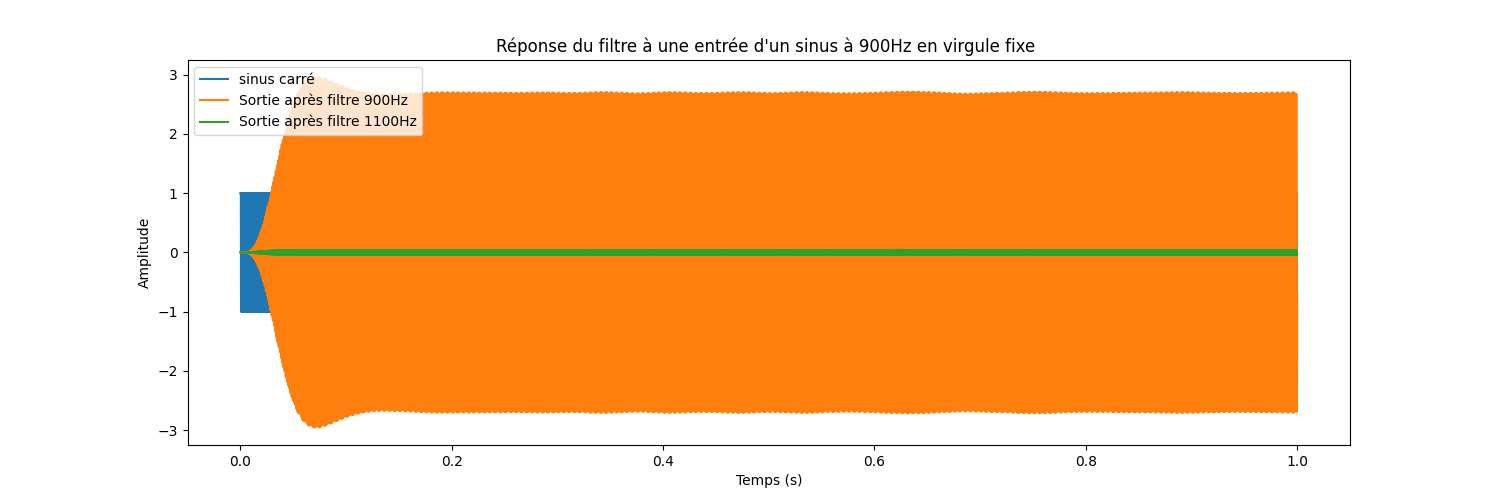 Réponse du filtre à une entrée d'un sinus à 900Hz en virgule fixe
sinus carré
Sortie après filtre 900Hz
Sortie après filtre 1100Hz
3
2
1
0
−1
−2
−3
Amplitude
0.0 0.2 0.4 0.6 0.8 1.0
Temps (s)